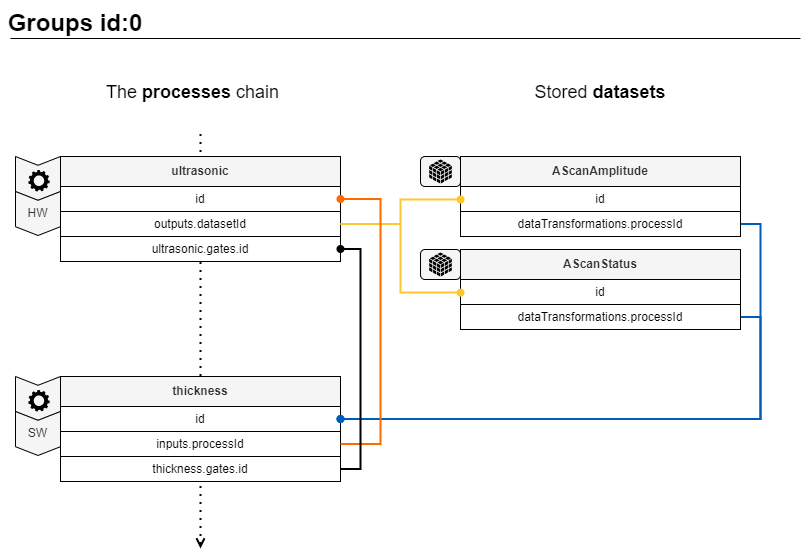 Groups id:0
The processes chain
Stored datasets
ultrasonic
HW
id
outputs.datasetId
ultrasonic.gates.id
AScanAmplitude
id
dataTransformations.processId
AScanStatus
id
dataTransformations.processId
thickness
SW
id
inputs.processId
thickness.gates.id